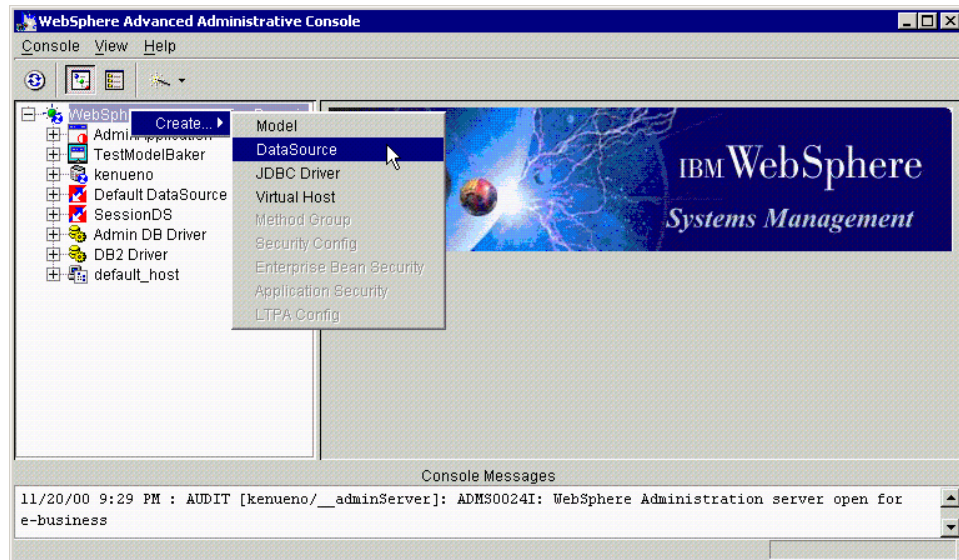 WebSphere Advanced Administrative Console
Console View Help
WebSph
Create...
Admin
TestModelBaker
kenueno
Default DataSource
SessionDS
Admin DB Driver
DB2 Driver
default_host
Model
DataSource
JDBC Driver
Virtual Host
Method Group
Security Config
Enterprise Bean Security
Application Security
LTPA Config
IBM WebSphere
Systems Management
Console Messages
11/20/00 9:29 PM : AUDIT [kenueno/__adminServer]: ADMS0024I: WebSphere Administration server open for
e-business